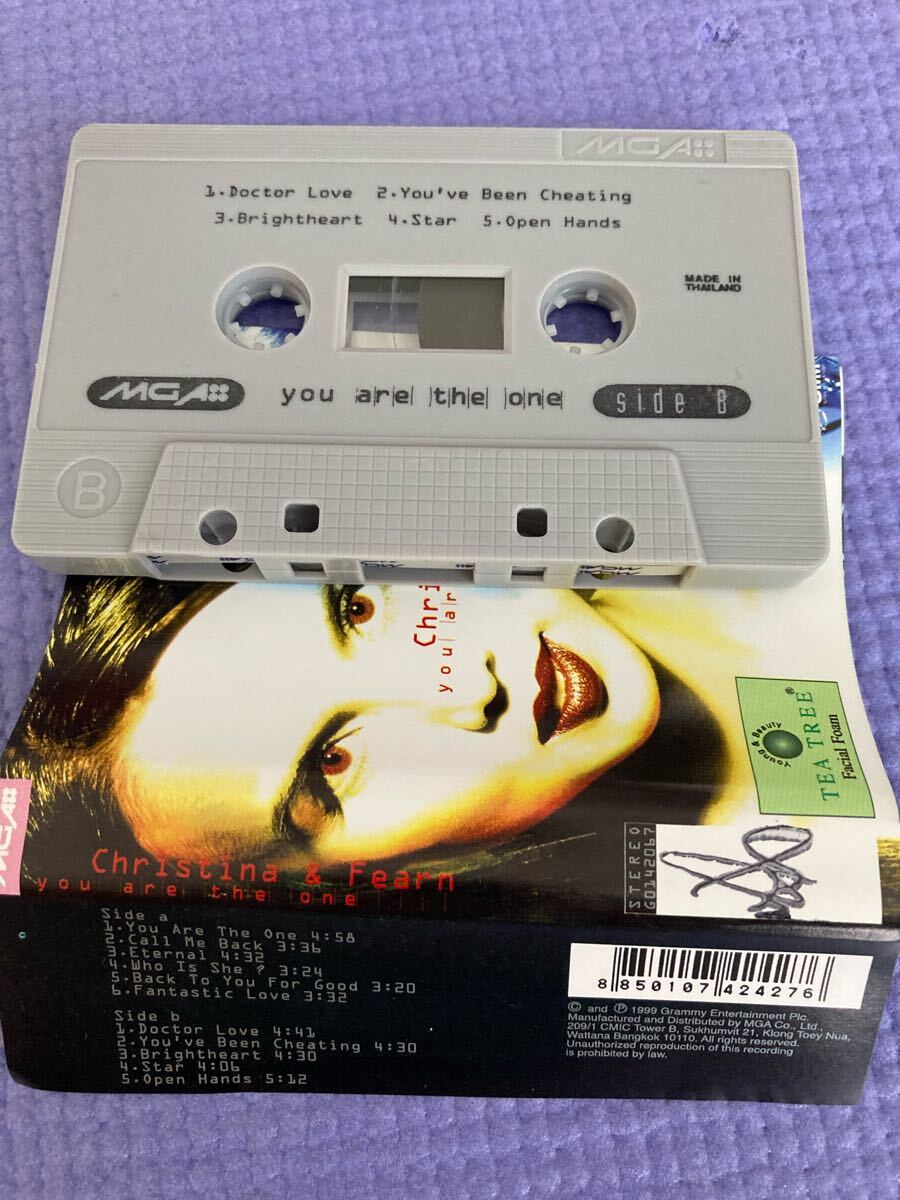 MGA
1.Doctor Love 2.You've Been Cheating
3.Brightheart 4.Star 5.Open Hands
MADE IN
THAILAND
MGA
you are the one
side B
B
Chri
you ar
Young & Beauty
TEA TREE®
Facial Foam
MGA
Christina & Fearn
you are the one
STEREO
G0142067
Side a
1.You Are The One 4:58
2.Call Me Back 3:36
3.Eternal 4:32
4.Who Is She ? 3:24
5.Back To You For Good 3:20
6.Fantastic Love 3:32
Side b
1.Doctor Love 4:41
2.You've Been Cheating 4:30
3.Brightheart 4:30
4.Star 4:06
5.Open Hands 5:12
8 850107 424276
© and ℗ 1999 Grammy Entertainment Plc.
Manufactured and Distributed by MGA Co., Ltd.,
209/1 CMIC Tower B, Sukhumvit 21, Klong Toey Nua,
Wattana Bangkok 10110. All rights reserved.
Unauthorized reproduction of this recording
is prohibited by law.